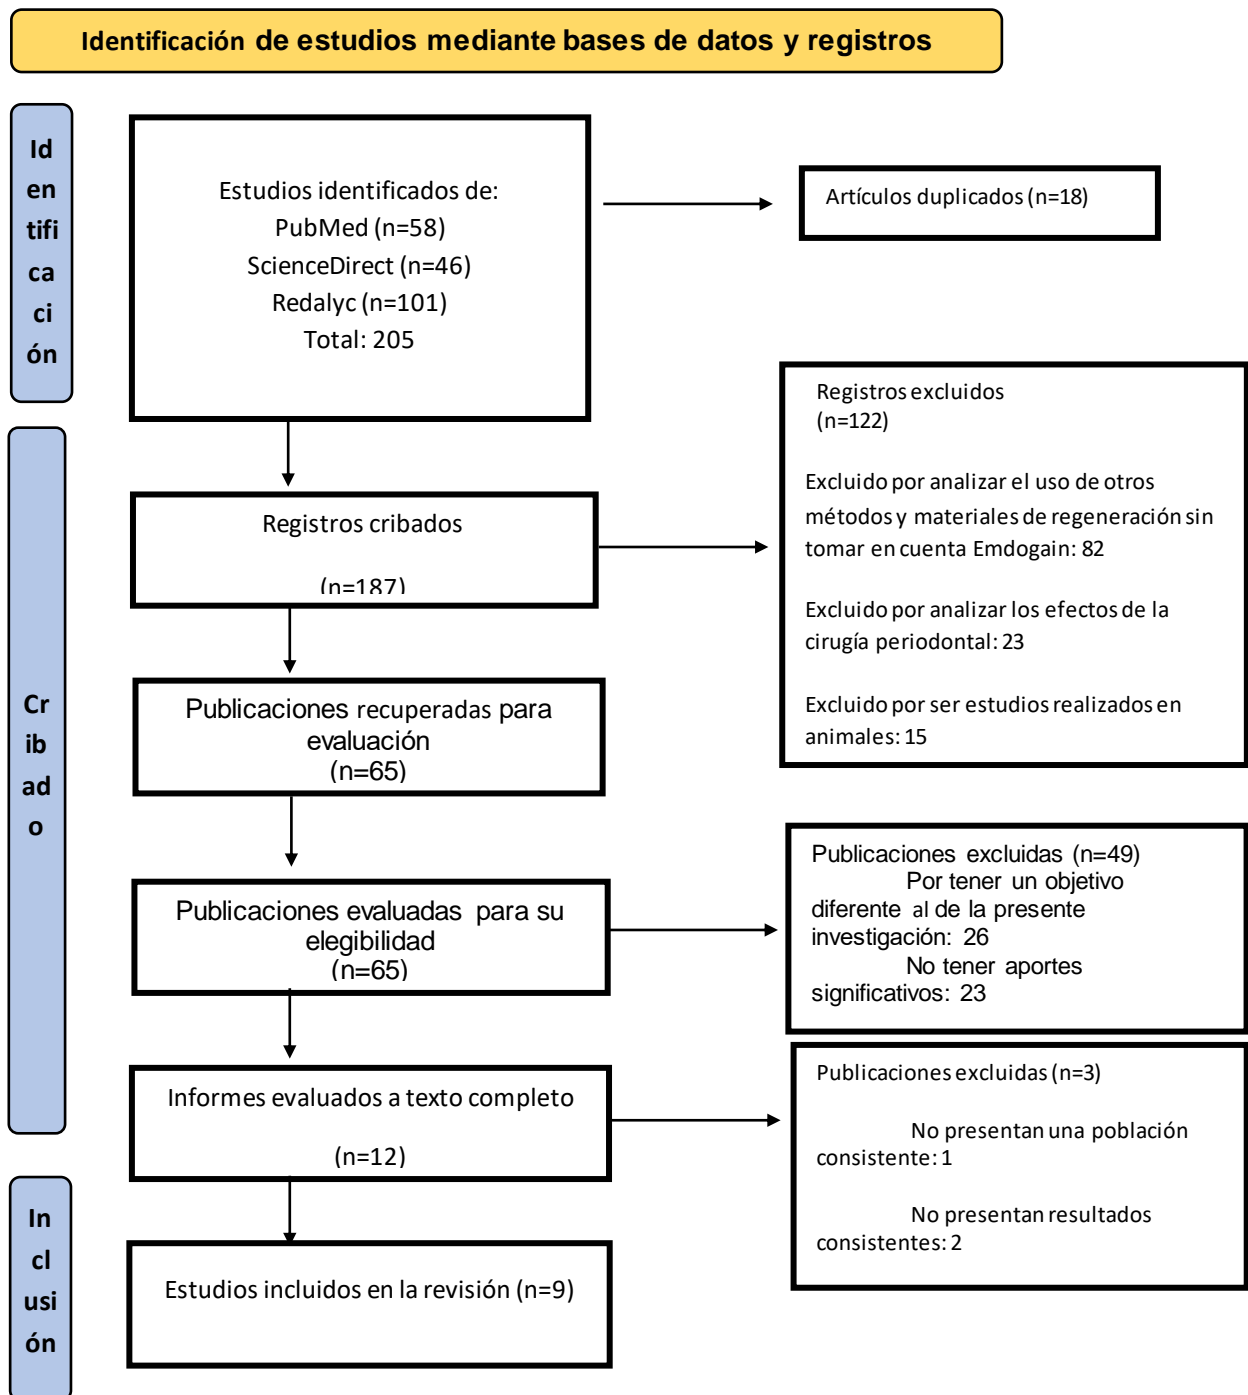 Identificación de estudios mediante bases de datos y registros
Id
en
tifi
ca
ci
ón
Estudios identificados de:
PubMed (n=58)
ScienceDirect (n=46)
Redalyc (n=101)
Total: 205
Artículos duplicados (n=18)
Cr
ib
ad
o
Registros cribados
(n=187)
Registros excluidos
(n=122)
Excluido por analizar el uso de otros
métodos y materiales de regeneración sin
tomar en cuenta Emdogain: 82
Excluido por analizar los efectos de la
cirugía periodontal: 23
Excluido por ser estudios realizados en
animales: 15
Publicaciones recuperadas para
evaluación
(n=65)
Publicaciones evaluadas para su
elegibilidad
(n=65)
Publicaciones excluidas (n=49)
Por tener un objetivo
diferente al de la presente
investigación: 26
No tener aportes
significativos: 23
Informes evaluados a texto completo
(n=12)
Publicaciones excluidas (n=3)
No presentan una población
consistente: 1
No presentan resultados
consistentes: 2
In
cl
usi
ón
Estudios incluidos en la revisión (n=9)